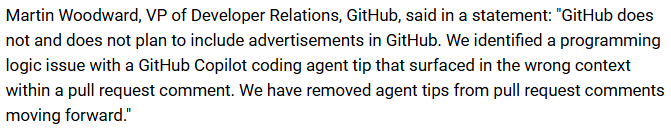 Martin Woodward, VP of Developer Relations, GitHub, said in a statement: "GitHub does
not and does not plan to include advertisements in GitHub. We identified a programming
logic issue with a GitHub Copilot coding agent tip that surfaced in the wrong context
within a pull request comment. We have removed agent tips from pull request comments
moving forward."